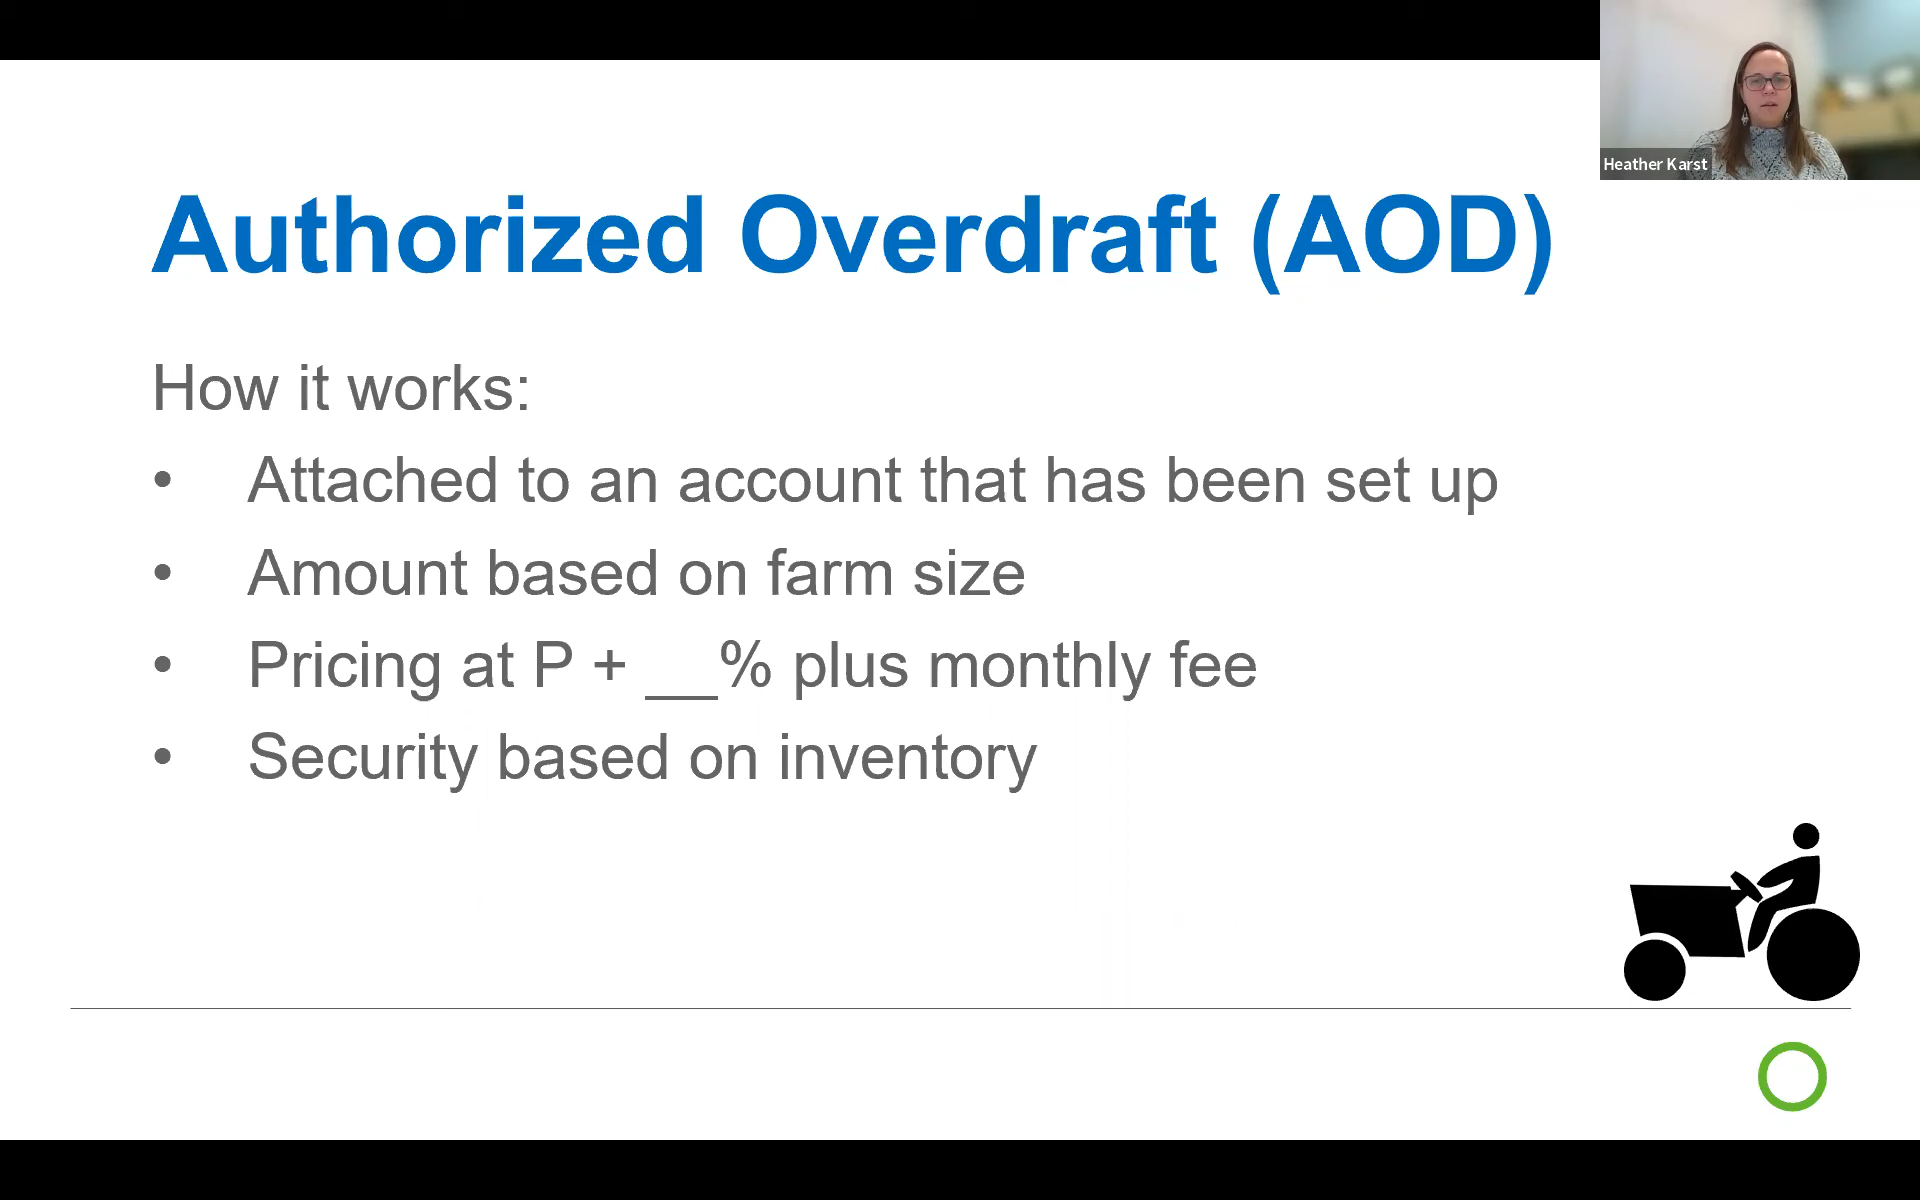 Heather Karst
Authorized Overdraft (AOD)
How it works:
• Attached to an account that has been set up
• Amount based on farm size
• Pricing at P + __% plus monthly fee
• Security based on inventory